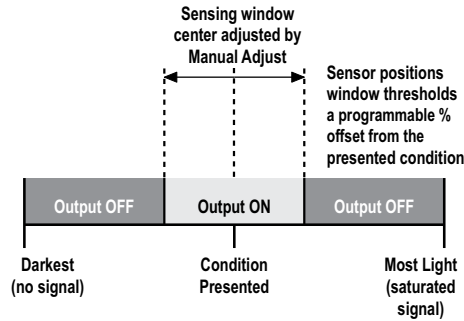 Sensing window
center adjusted by
Manual Adjust
Sensor positions
window thresholds
a programmable %
offset from the
presented condition
Output OFF
Output ON
Output OFF
Darkest
(no signal)
Condition
Presented
Most Light
(saturated
signal)